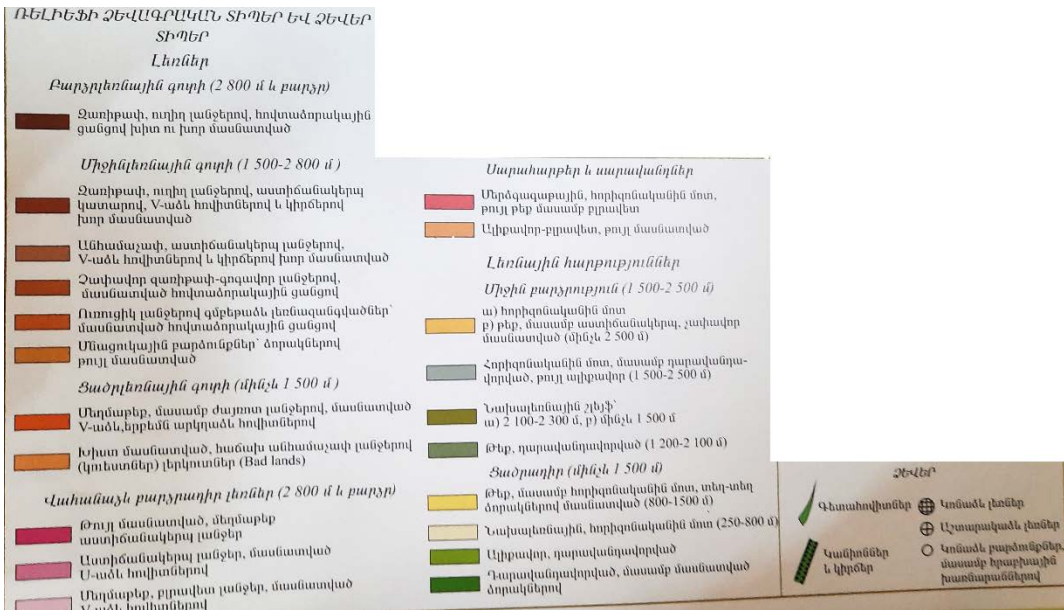 ՌԵԼԻԵՖԻ ՁԵՎԱԳՐԱԿԱՆ ՏԻՊԵՐ ԵՎ ՁԵՎԵՐ
ՏԻՊԵՐ
Լեռներ
Բարձրլեռնային գոտի (2 800 մ և բարձր)
Զառիթափ, ուղիղ լանջերով, հովտաձորակային
ցանցով խիտ ու խոր մասնատված
Միջինլեռնային գոտի (1 500-2 800 մ)
Զառիթափ, ուղիղ լանջերով, աստիճանակերպ
կատարով, V-աձև հովիտներով և կիրճերով
խոր մասնատված
Անհամաչափ, աստիճանակերպ լանջերով,
V-աձև հովիտներով և կիրճերով խոր մասնատված
Չափավոր զառիթափ-գոգավոր լանջերով,
մասնատված հովտաձորակային ցանցով
Ուռուցիկ լանջերով գմբեթաձև լեռնազանգվածներ՝
մասնատված հովտաձորակային ցանցով
Մնացուկային բարձունքներ՝ ձորակներով
թույլ մասնատված
Ցածրլեռնային գոտի (մինչև 1 500 մ)
Մեղմաթեք, մասամբ ժայռոտ լանջերով, մասնատված
V-աձև,երբեմն արկղաձև հովիտներով
Խիստ մասնատված, հաճախ անհամաչափ լանջերով
(կուեստներ) լերկուտներ (Bad lands)
Վահանաձև բարձրադիր լեռներ (2 800 մ և բարձր)
Թույլ մասնատված, մեղմաթեք
աստիճանակերպ լանջեր
Աստիճանակերպ լանջեր, մասնատված
U-աձև հովիտներով
Մեղմաթեք, բլրավետ լանջեր, մասնատված
V-աձև հովիտներով
Սարահարթեր և սարավանդներ
Մերձգագաթային, հորիզոնականին մոտ,
թույլ թեք մասամբ բլրավետ
Ալիքավոր-բլրավետ, թույլ մասնատված
Լեռնային հարթություններ
Միջին բարձրություն (1 500-2 500 մ)
ա) հորիզոնականին մոտ
բ) թեք, մասամբ աստիճանակերպ, չափավոր
մասնատված (մինչև 2 500 մ)
Հորիզոնականին մոտ, մասամբ դարավանդա-
վորված, թույլ ալիքավոր (1 500-2 500 մ)
Նախալեռնային շլեյֆ՝
ա) 2 100-2 300 մ, բ) մինչև 1 500 մ
Թեք, դարավանդավորված (1 200-2 100 մ)
Ցածրադիր (մինչև 1 500 մ)
Թեք, մասամբ հորիզոնականին մոտ, տեղ-տեղ
ձորակներով մասնատված (800-1500 մ)
Նախալեռնային, հորիզոնականին մոտ (250-800 մ)
Ալիքավոր, դարավանդավորված
Դարավանդավորված, մասամբ մասնատված
ձորակներով
ՁԵՎԵՐ
Գետահովիտներ
Կանիոններ
և կիրճեր
Կոնաձև լեռներ
Աշտարակաձև լեռներ
Կոնաձև բարձունքներ,
մասամբ հրաբխային
խառնարաններով